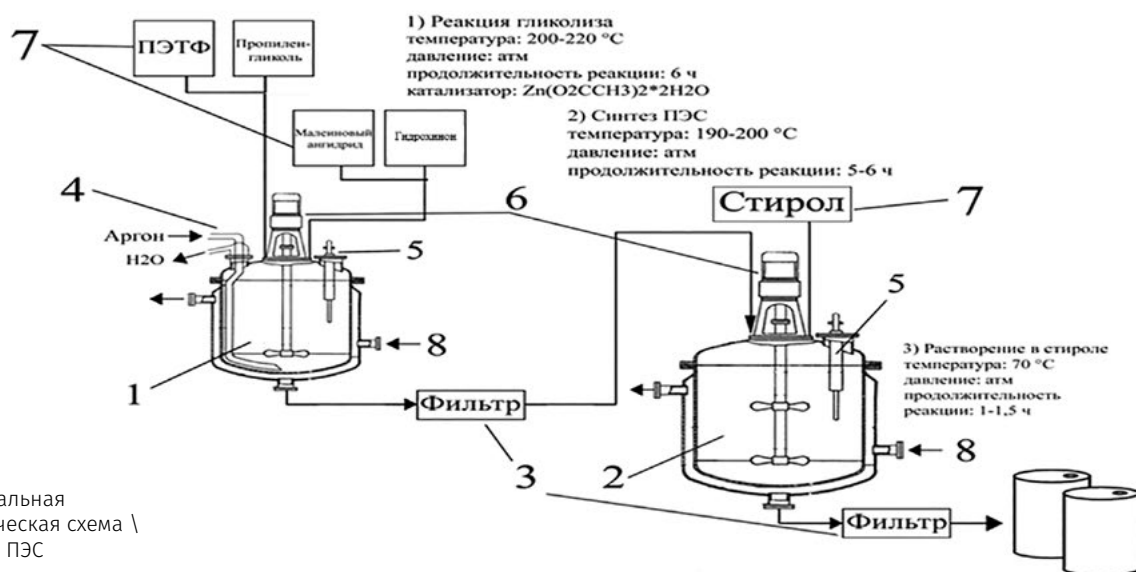 7
ПЭТФ
Пропилен-
гликоль
1) Реакция гликолиза
температура: 200-220 °C
давление: атм
продолжительность реакции: 6 ч
катализатор: Zn(O2CCH3)2*2H2O
Малеиновый
ангидрид
Гидрохинон
2) Синтез ПЭС
температура: 190-200 °C
давление: атм
продолжительность реакции: 5-6 ч
4
6
Стирол
7
Аргон
H2O
5
5
8
1
3) Растворение в стироле
температура: 70 °C
давление: атм
продолжительность
реакции: 1-1,5 ч
Фильтр
3
2
8
Фильтр
альная
ческая схема \
ПЭС